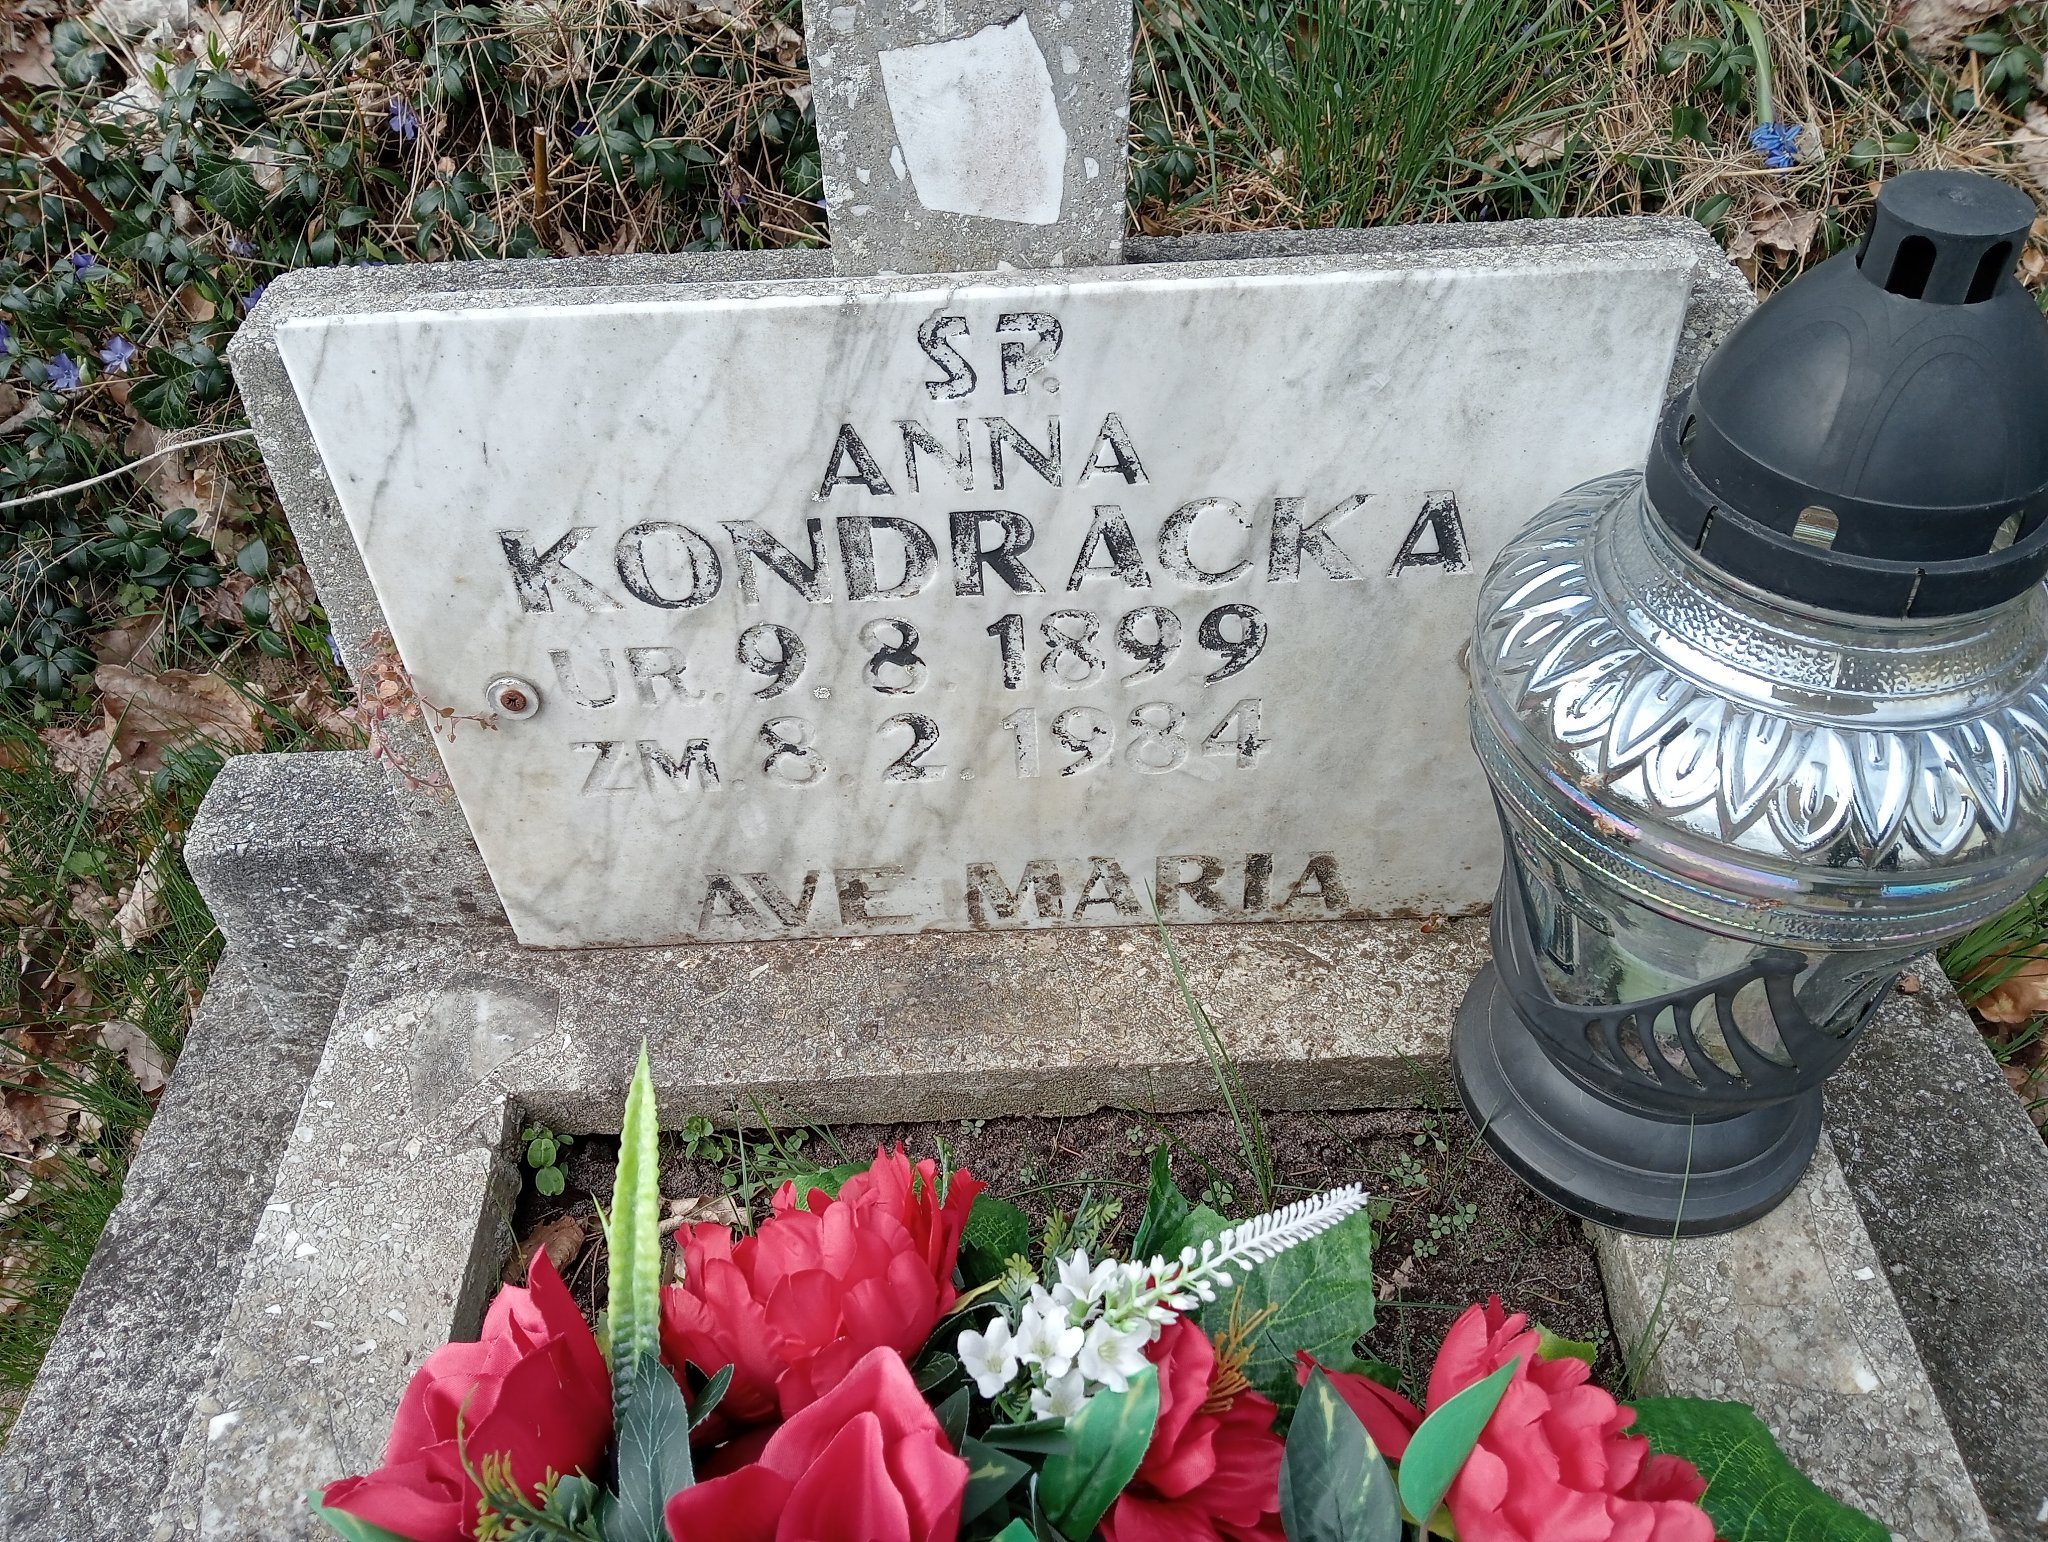 SP.
ANNA
KONDRACKA
UR. 9. 8. 1899
ZM. 8. 2. 1984
AVE MARIA